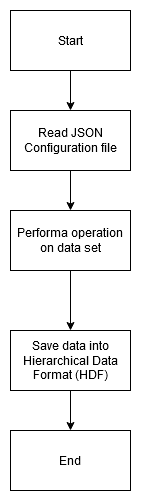 Start
Read JSON
Configuration file
Performa operation
on data set
Save data into
Hierarchical Data
Format (HDF)
End